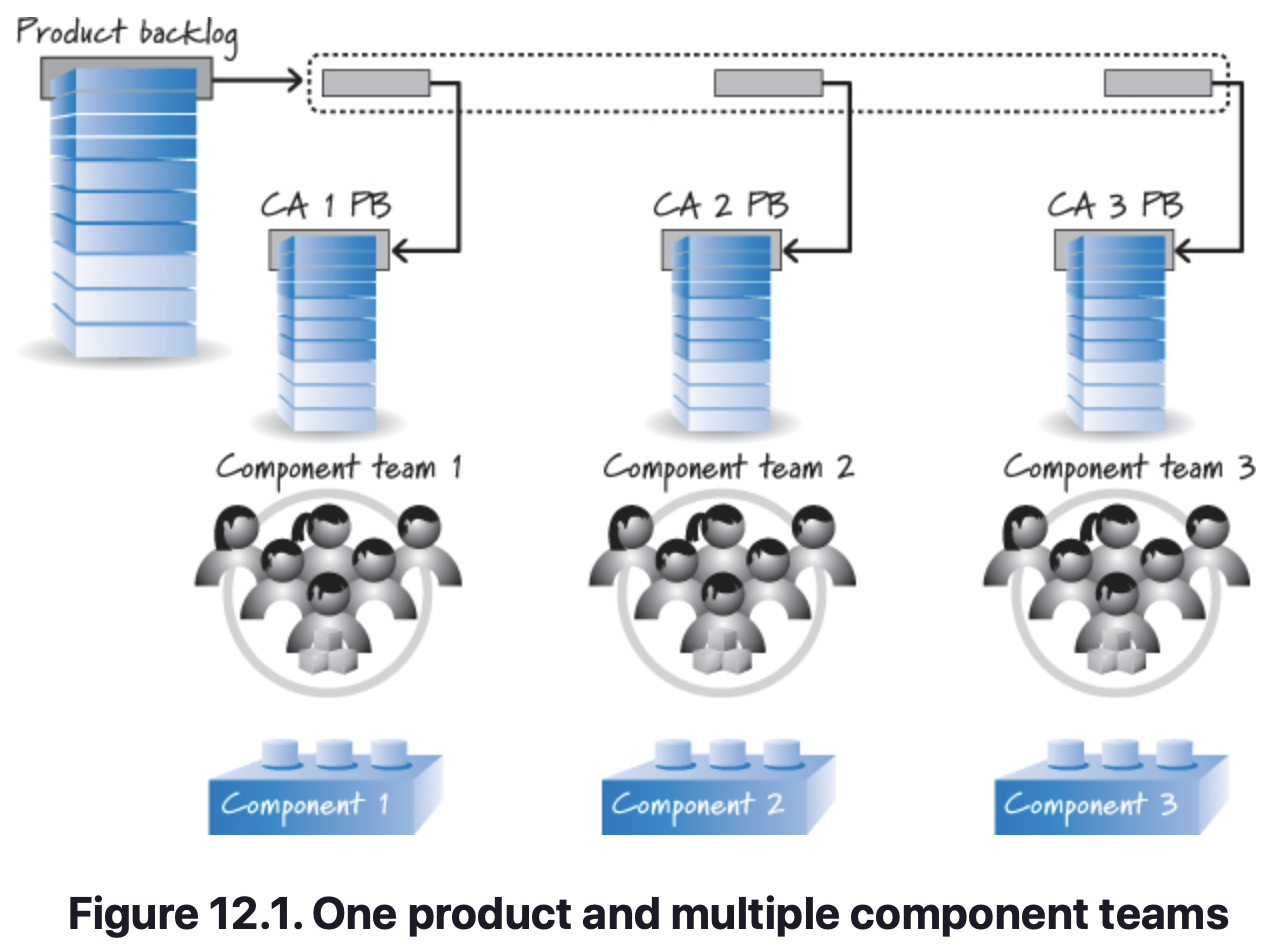 Product backlog
CA 1 PB
CA 2 PB
CA 3 PB
Component team 1
Component team 2
Component team 3
Component 1
Component 2
Component 3
Figure 12.1. One product and multiple component teams